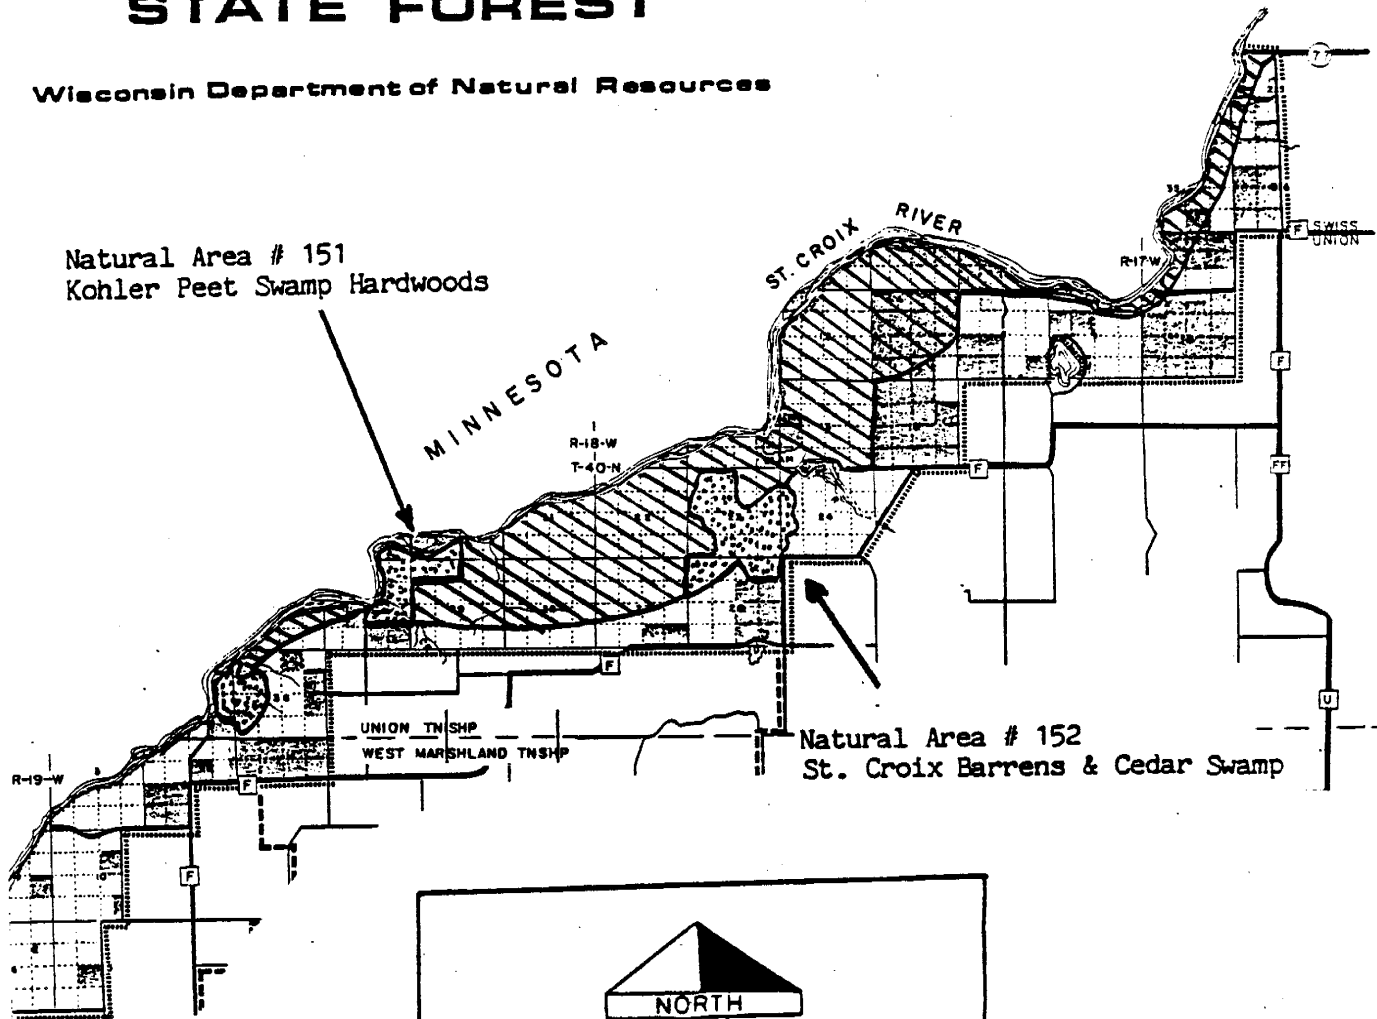 STATE FOREST
Wisconsin Department of Natural Resources
77
ST. CROIX RIVER
F
SWISS
UNION
R-17-W
Natural Area # 151
Kohler Peet Swamp Hardwoods
MINNESOTA
F
R-18-W
T-40-N
F
FF
24
F
U
UNION TNSHP
WEST MARSHLAND TNSHP
Natural Area # 152
St. Croix Barrens & Cedar Swamp
R-19-W
F
F
NORTH